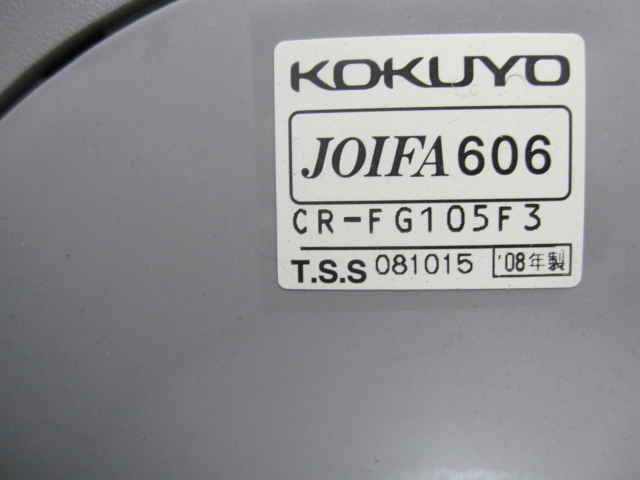 KOKUYO
JOIFA 606
CR-FG105F3
T.S.S 081015 '08年製